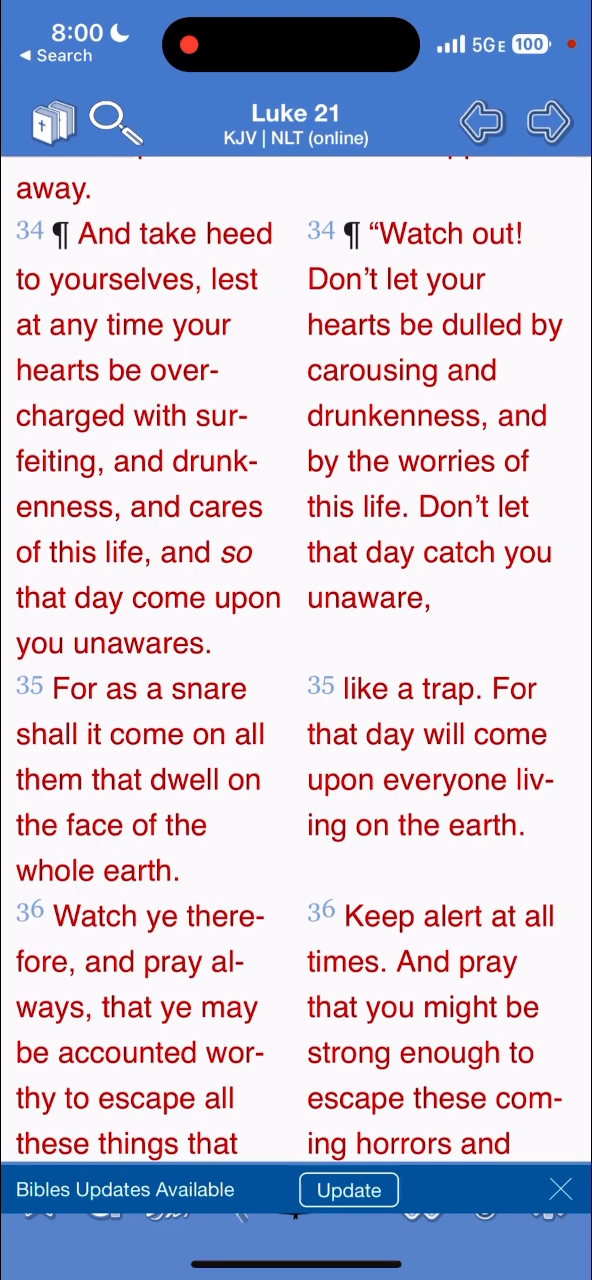 8:00
Search
5GE 100
Luke 21
KJV | NLT (online)
away.
34 ¶ And take heed
to yourselves, lest
at any time your
hearts be over-
charged with sur-
feiting, and drunk-
enness, and cares
of this life, and so
that day come upon
you unawares.
35 For as a snare
shall it come on all
them that dwell on
the face of the
whole earth.
36 Watch ye there-
fore, and pray al-
ways, that ye may
be accounted wor-
thy to escape all
these things that
34 ¶ “Watch out!
Don’t let your
hearts be dulled by
carousing and
drunkenness, and
by the worries of
this life. Don’t let
that day catch you
unaware,
35 like a trap. For
that day will come
upon everyone liv-
ing on the earth.
36 Keep alert at all
times. And pray
that you might be
strong enough to
escape these com-
ing horrors and
Bibles Updates Available
Update